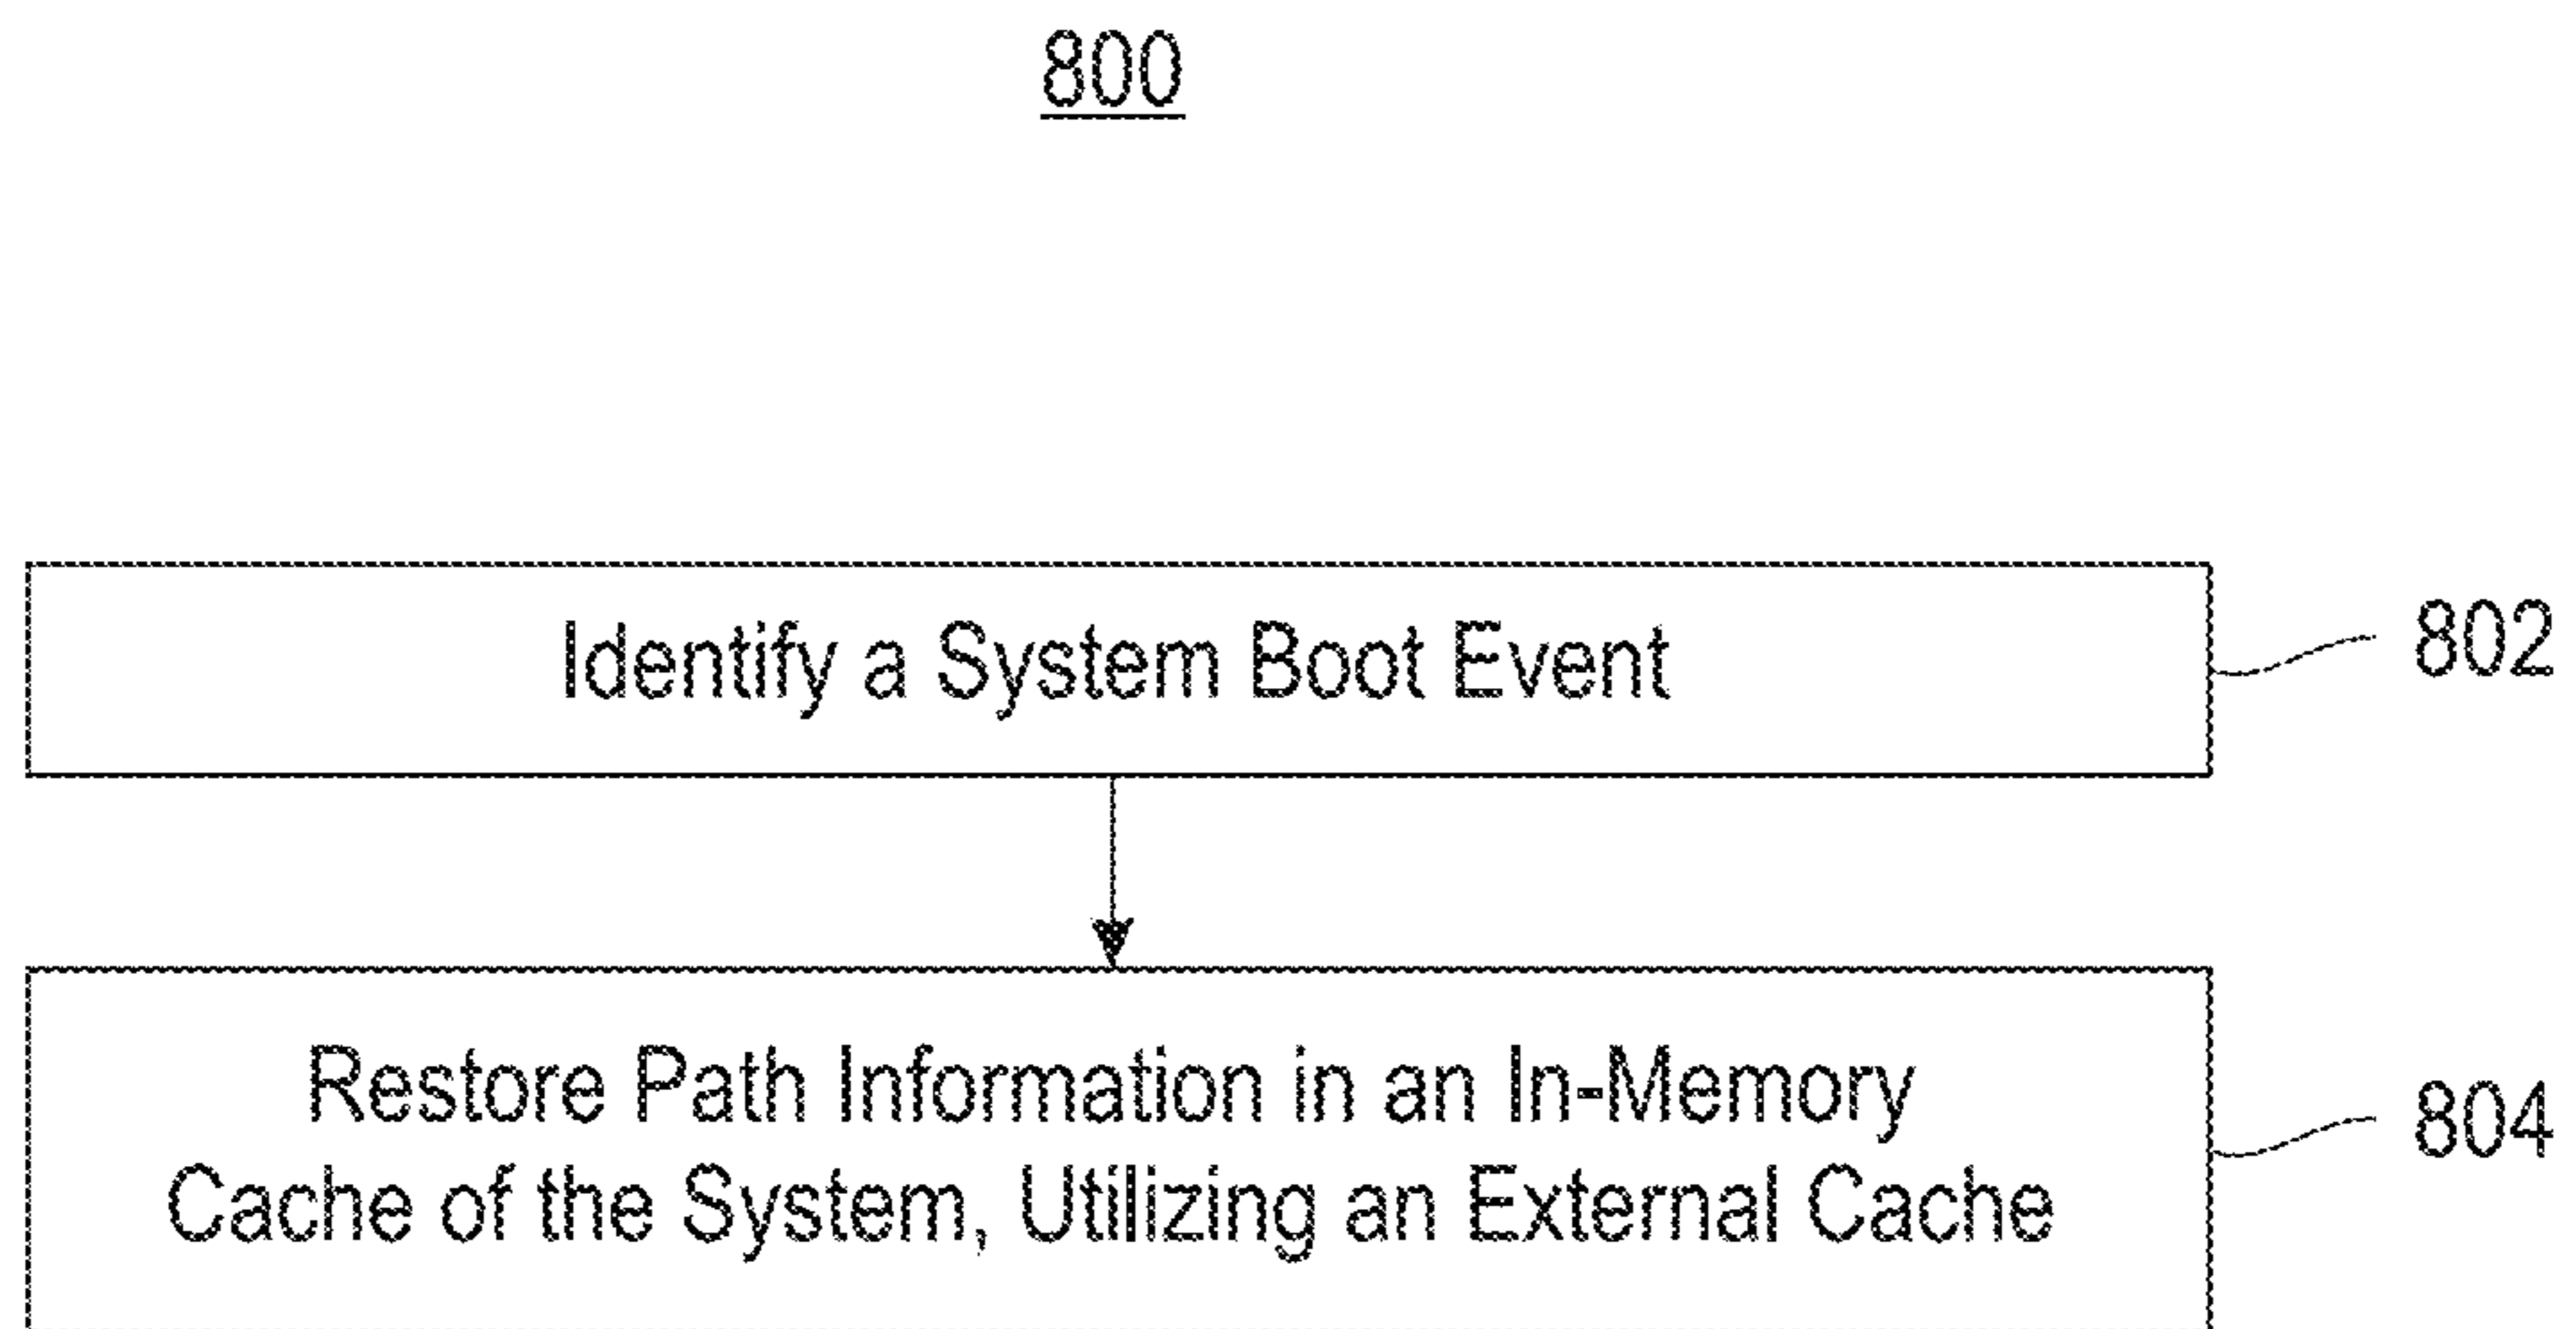 800
Identify a System Boot Event
802
Restore Path Information in an In-Memory
Cache of the System, Utilizing an External Cache
804